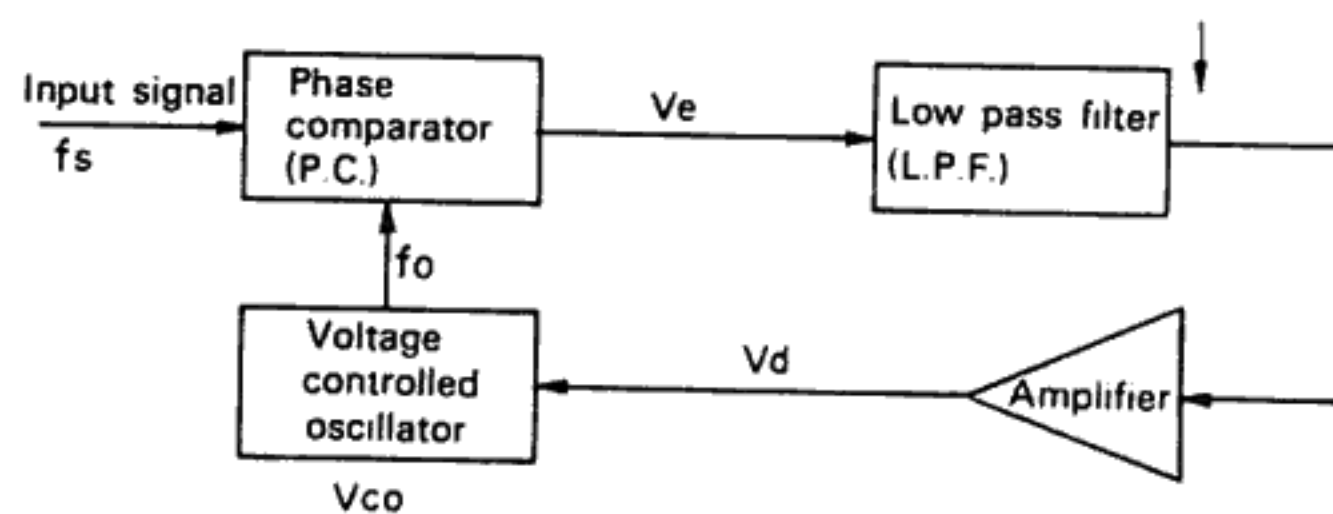 Input signal
fs
Phase
comparator
(P.C.)
Ve
Low pass filter
(L.P.F.)
fo
Voltage
controlled
oscillator
Vco
Vd
Amplifier